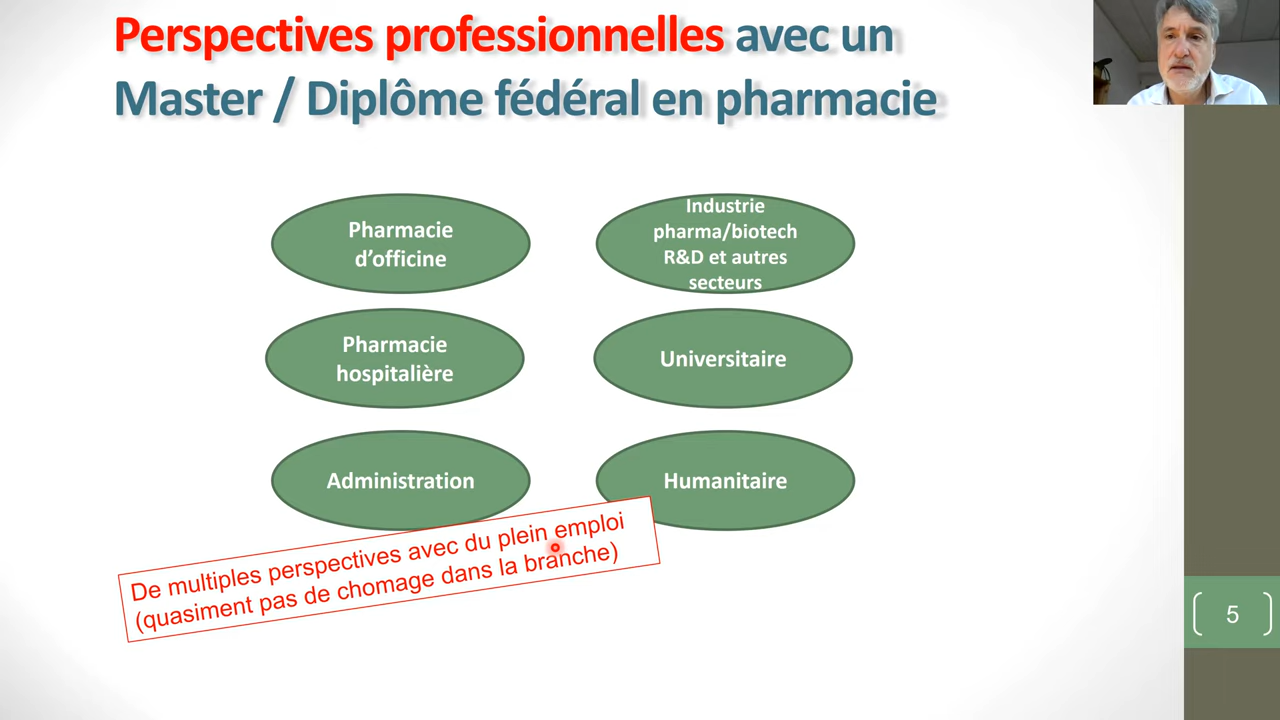 Perspectives professionnelles avec un
Master / Diplôme fédéral en pharmacie
Pharmacie
d’officine
Industrie
pharma/biotech
R&D et autres
secteurs
Pharmacie
hospitalière
Universitaire
Administration
Humanitaire
De multiples perspectives avec du plein emploi
(quasiment pas de chomage dans la branche)
5